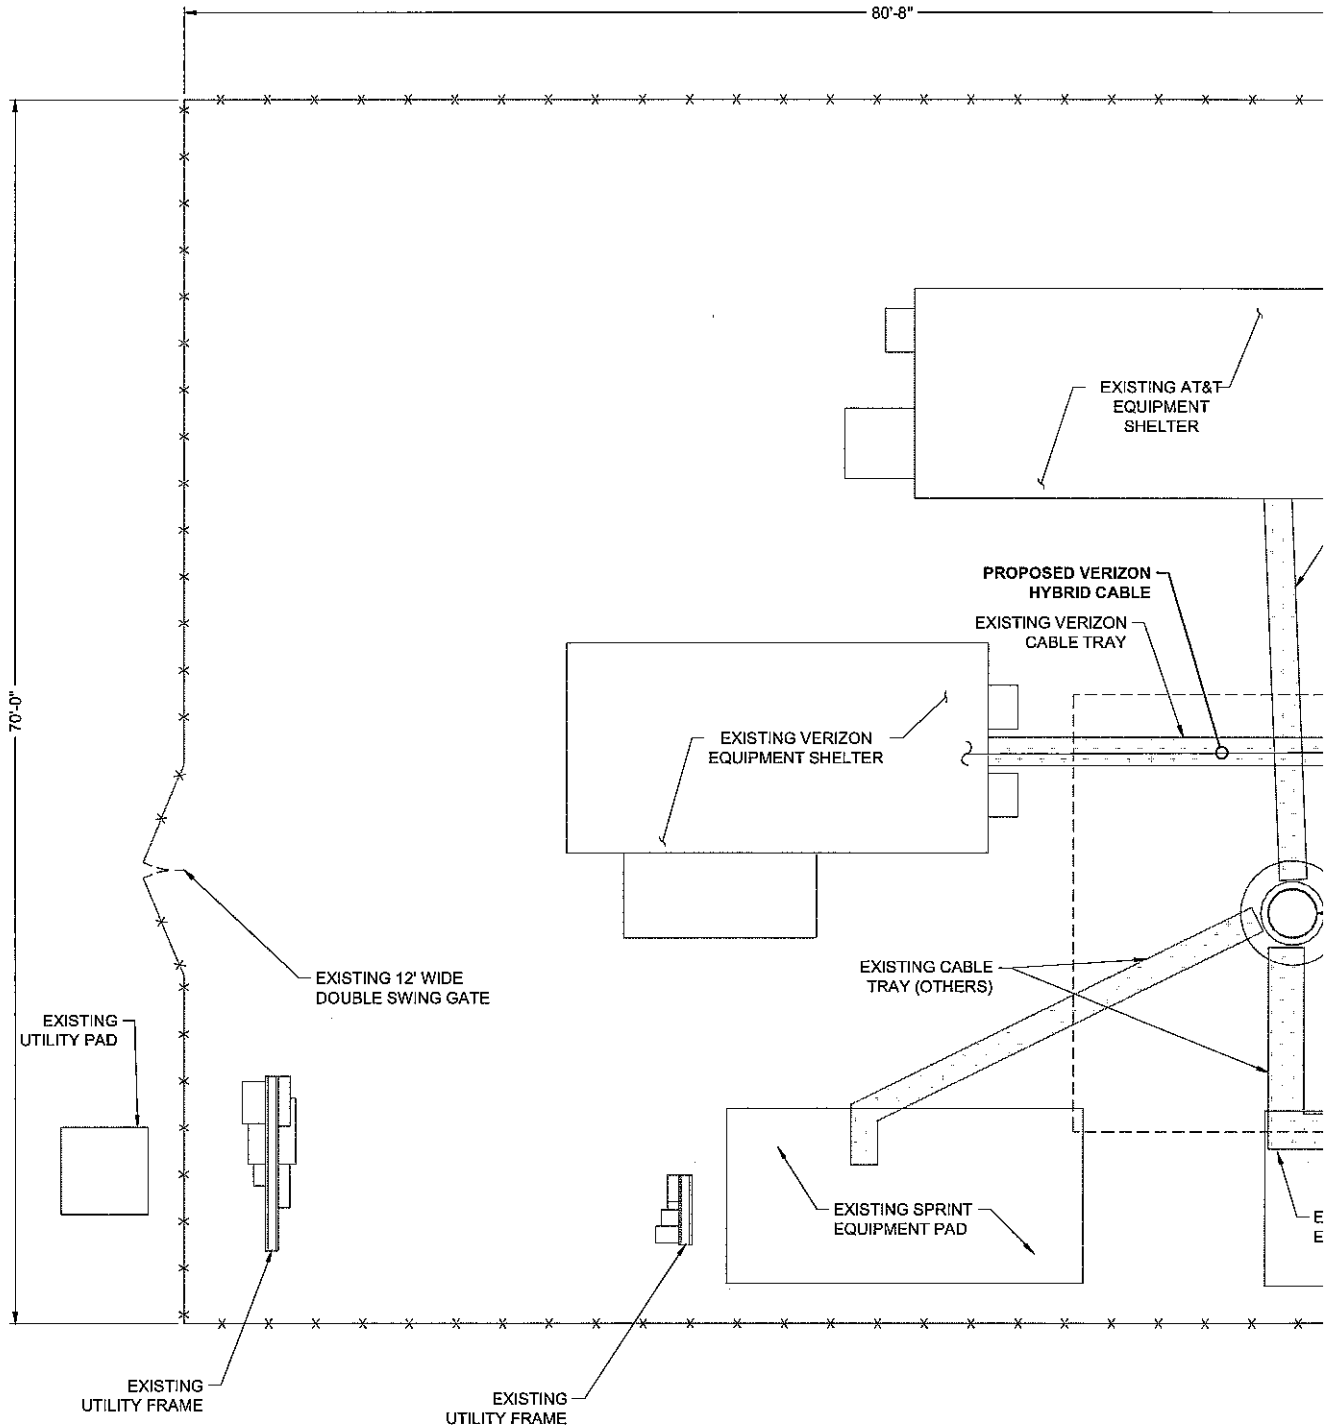 80'-8"
EXISTING AT&T
EQUIPMENT
SHELTER
PROPOSED VERIZON
HYBRID CABLE
EXISTING VERIZON
CABLE TRAY
70'-0"
EXISTING VERIZON
EQUIPMENT SHELTER
EXISTING 12' WIDE
DOUBLE SWING GATE
EXISTING CABLE
TRAY (OTHERS)
EXISTING
UTILITY PAD
EXISTING SPRINT
EQUIPMENT PAD
E
E
EXISTING
UTILITY FRAME
EXISTING
UTILITY FRAME